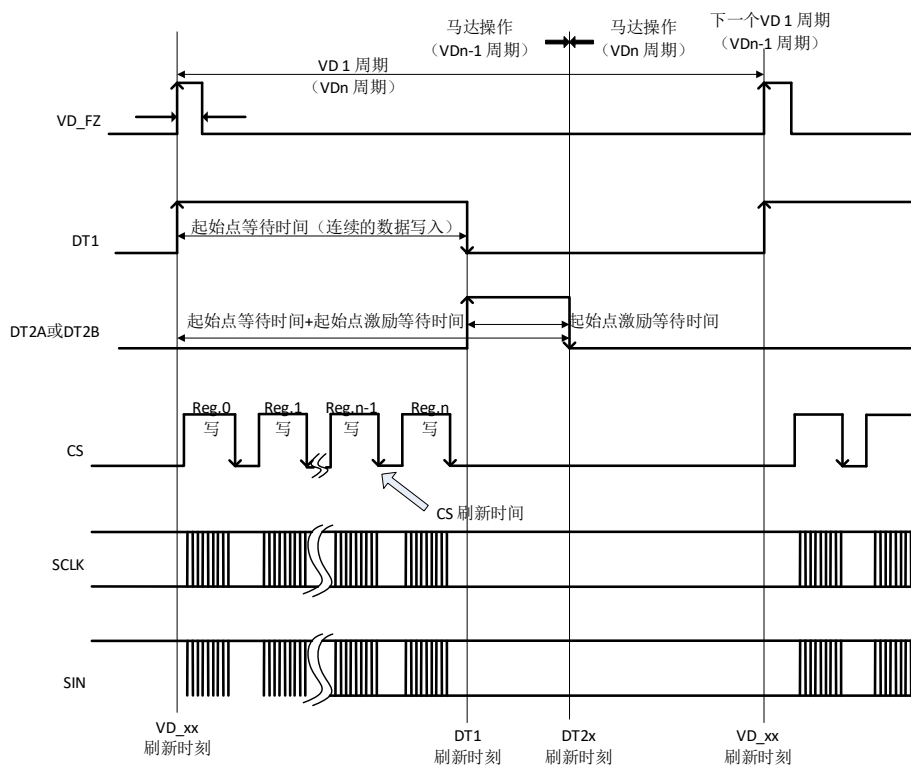 马达操作
（VDn-1 周期）
马达操作
（VDn 周期）
下一个VD 1 周期
（VDn-1 周期）
VD 1 周期
（VDn 周期）
VD_FZ
DT1
起始点等待时间（连续的数据写入）
DT2A或DT2B
起始点等待时间+起始点激励等待时间
起始点激励等待时间
Reg.0
写
Reg.1
写
Reg.n-1
写
Reg.n
写
CS
CS 刷新时间
SCLK
SIN
VD_xx
刷新时刻
DT1
刷新时刻
DT2x
刷新时刻
VD_xx
刷新时刻